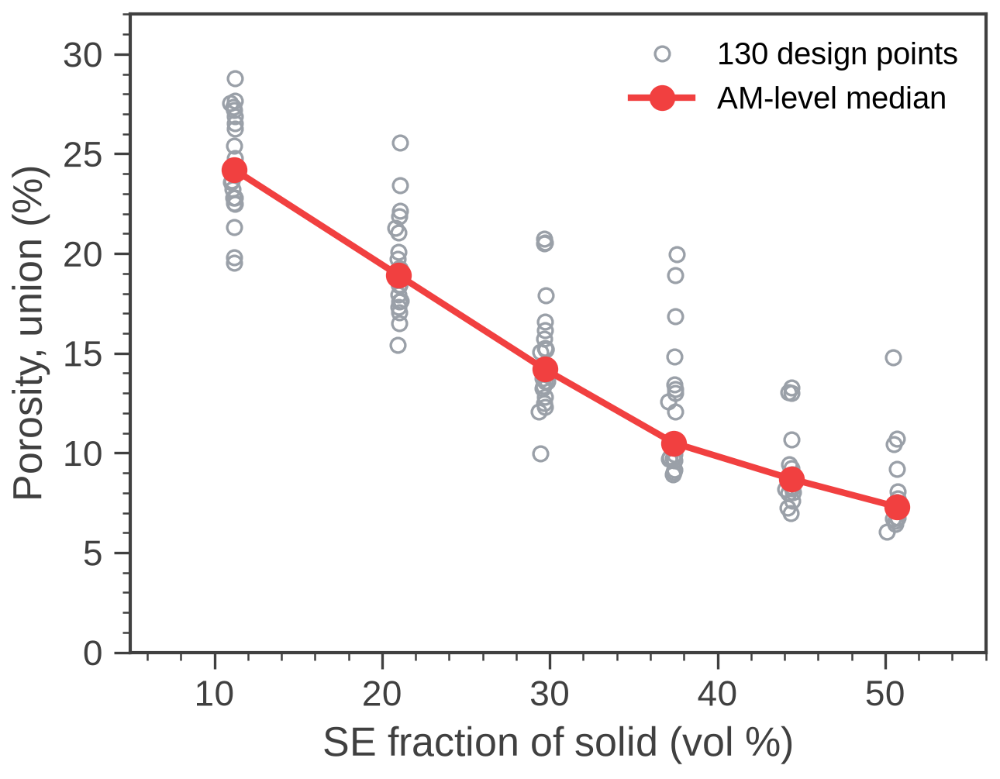 130 design points
AM-level median
Porosity, union (%)
30
25
20
15
10
5
0
10 20 30 40 50
SE fraction of solid (vol %)